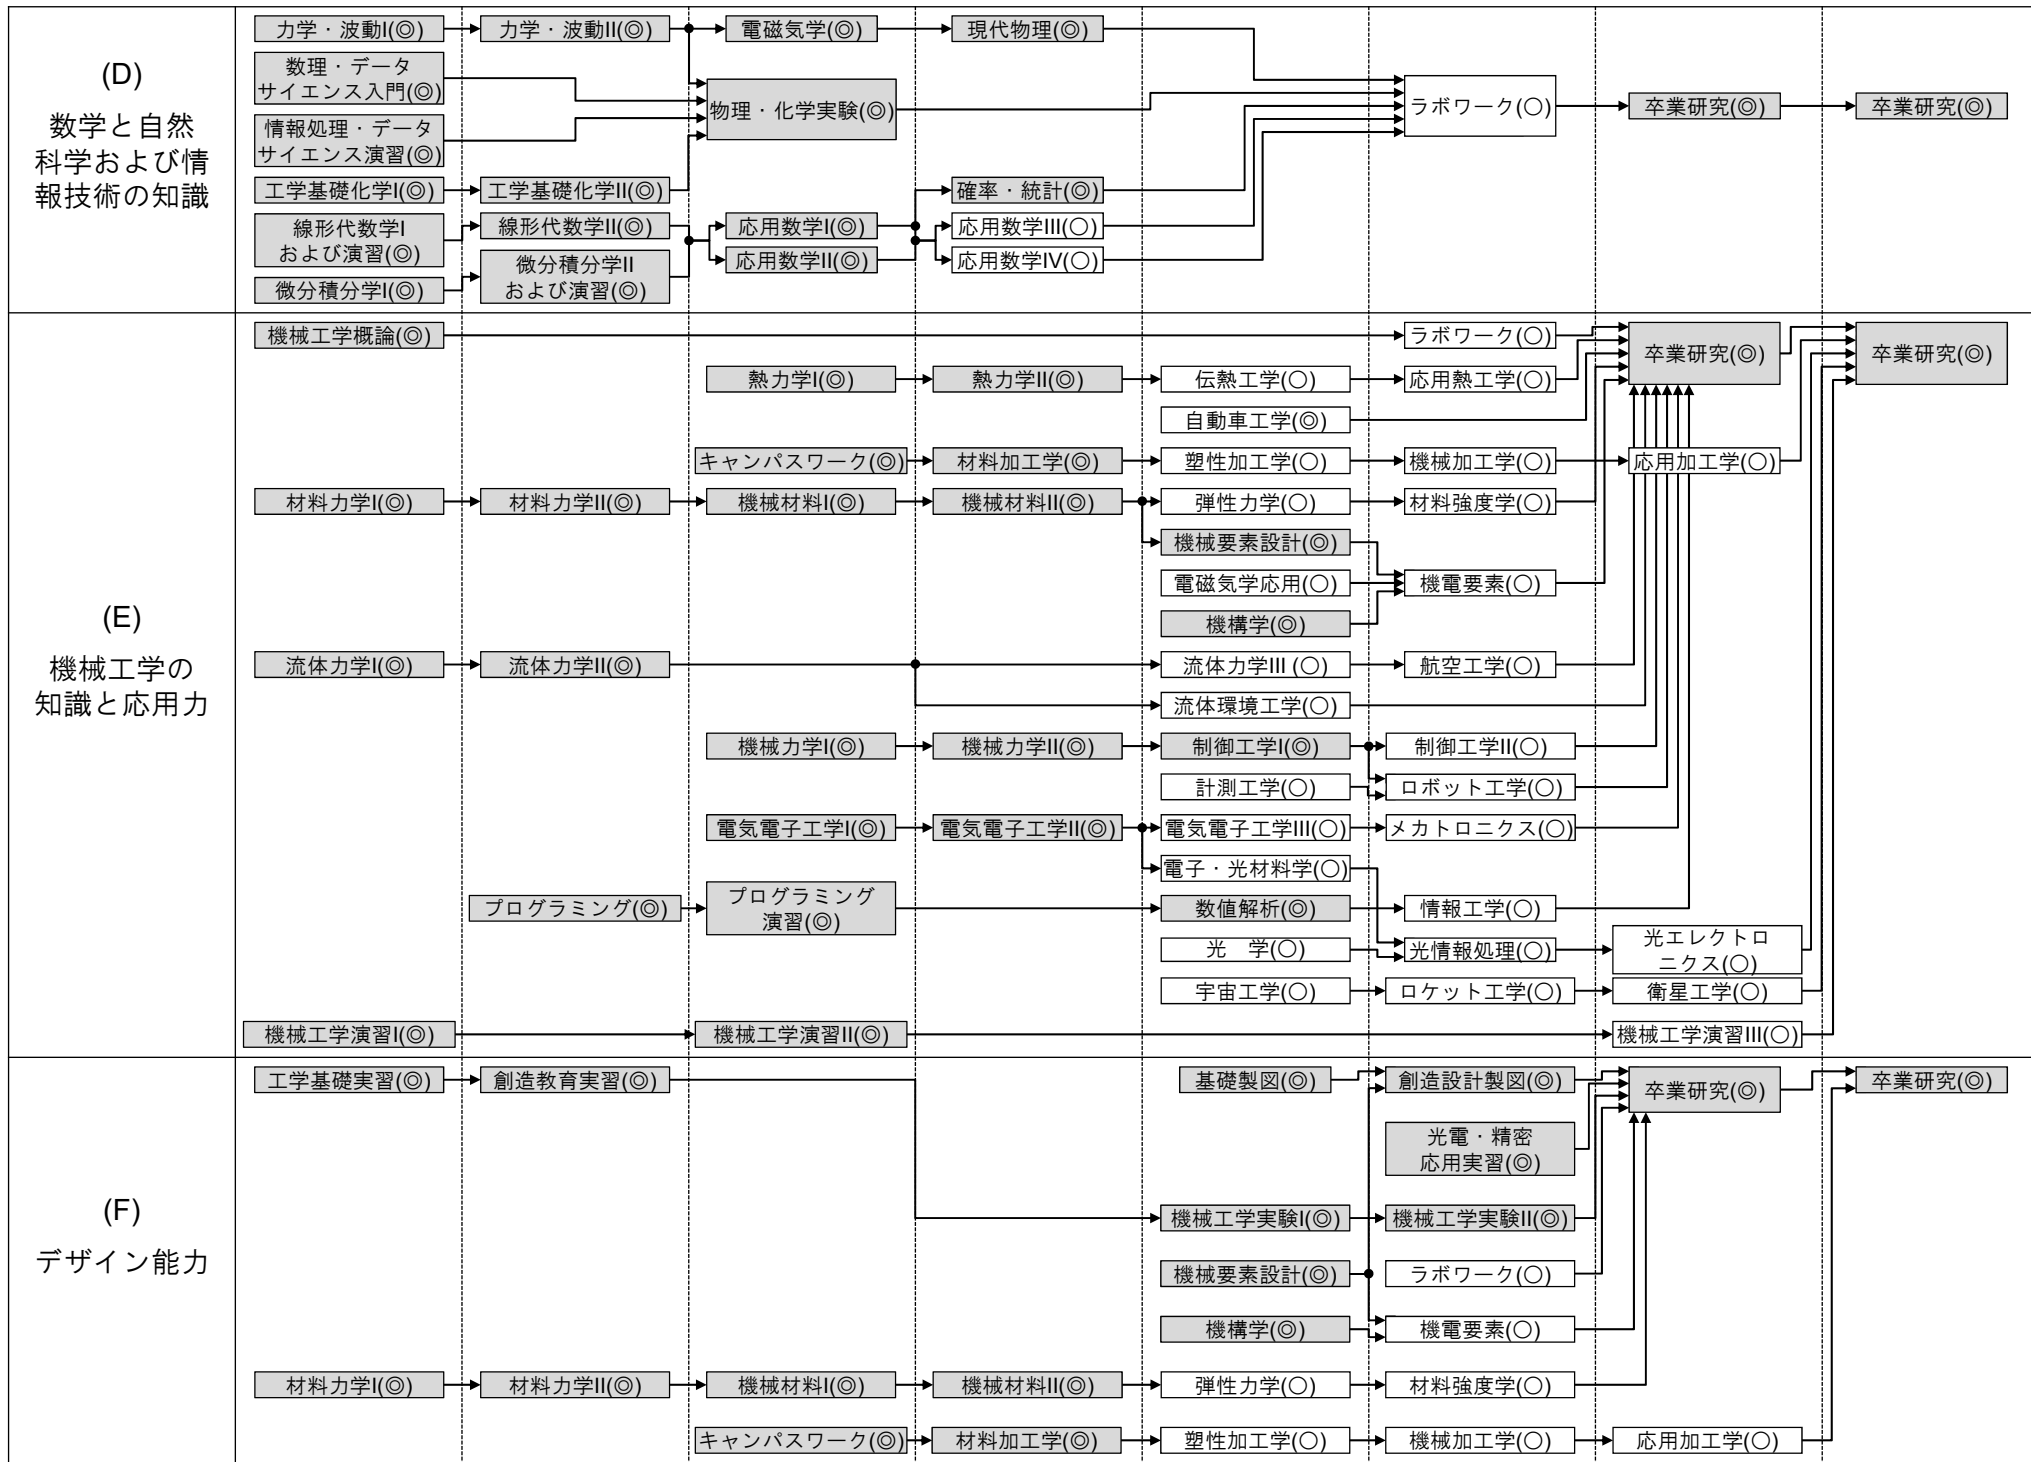 (D)
数学と自然
科学および情
報技術の知識
力学・波動I(◎)
力学・波動II(◎)
電磁気学(◎)
現代物理(◎)
数理・データ
サイエンス入門(◎)
物理・化学実験(◎)
ラボワーク(〇)
卒業研究(◎)
卒業研究(◎)
情報処理・データ
サイエンス演習(◎)
工学基礎化学I(◎)
工学基礎化学II(◎)
確率・統計(◎)
線形代数学I
および演習(◎)
線形代数学II(◎)
応用数学I(◎)
応用数学III(〇)
微分積分学II
および演習(◎)
応用数学II(◎)
応用数学IV(〇)
微分積分学I(◎)
(E)
機械工学の
知識と応用力
機械工学概論(◎)
ラボワーク(〇)
卒業研究(◎)
卒業研究(◎)
熱力学I(◎)
熱力学II(◎)
伝熱工学(〇)
応用熱工学(〇)
自動車工学(◎)
キャンパスワーク(◎)
材料加工学(◎)
塑性加工学(〇)
機械加工学(〇)
応用加工学(〇)
材料力学I(◎)
材料力学II(◎)
機械材料I(◎)
機械材料II(◎)
弾性力学(〇)
材料強度学(〇)
機械要素設計(◎)
電磁気学応用(〇)
機電要素(〇)
機構学(◎)
流体力学I(◎)
流体力学II(◎)
流体力学III (〇)
航空工学(〇)
流体環境工学(〇)
機械力学I(◎)
機械力学II(◎)
制御工学I(◎)
制御工学II(〇)
計測工学(〇)
ロボット工学(〇)
電気電子工学I(◎)
電気電子工学II(◎)
電気電子工学III(〇)
メカトロニクス(〇)
電子・光材料学(〇)
プログラミング(◎)
プログラミング
演習(◎)
数値解析(◎)
情報工学(〇)
光　学(〇)
光情報処理(〇)
光エレクトロ
ニクス(〇)
宇宙工学(〇)
ロケット工学(〇)
衛星工学(〇)
機械工学演習I(◎)
機械工学演習II(◎)
機械工学演習III(〇)
(F)
デザイン能力
工学基礎実習(◎)
創造教育実習(◎)
基礎製図(◎)
創造設計製図(◎)
卒業研究(◎)
卒業研究(◎)
光電・精密
応用実習(◎)
機械工学実験I(◎)
機械工学実験II(◎)
機械要素設計(◎)
ラボワーク(〇)
機構学(◎)
機電要素(〇)
材料力学I(◎)
材料力学II(◎)
機械材料I(◎)
機械材料II(◎)
弾性力学(〇)
材料強度学(〇)
キャンパスワーク(◎)
材料加工学(◎)
塑性加工学(〇)
機械加工学(〇)
応用加工学(〇)